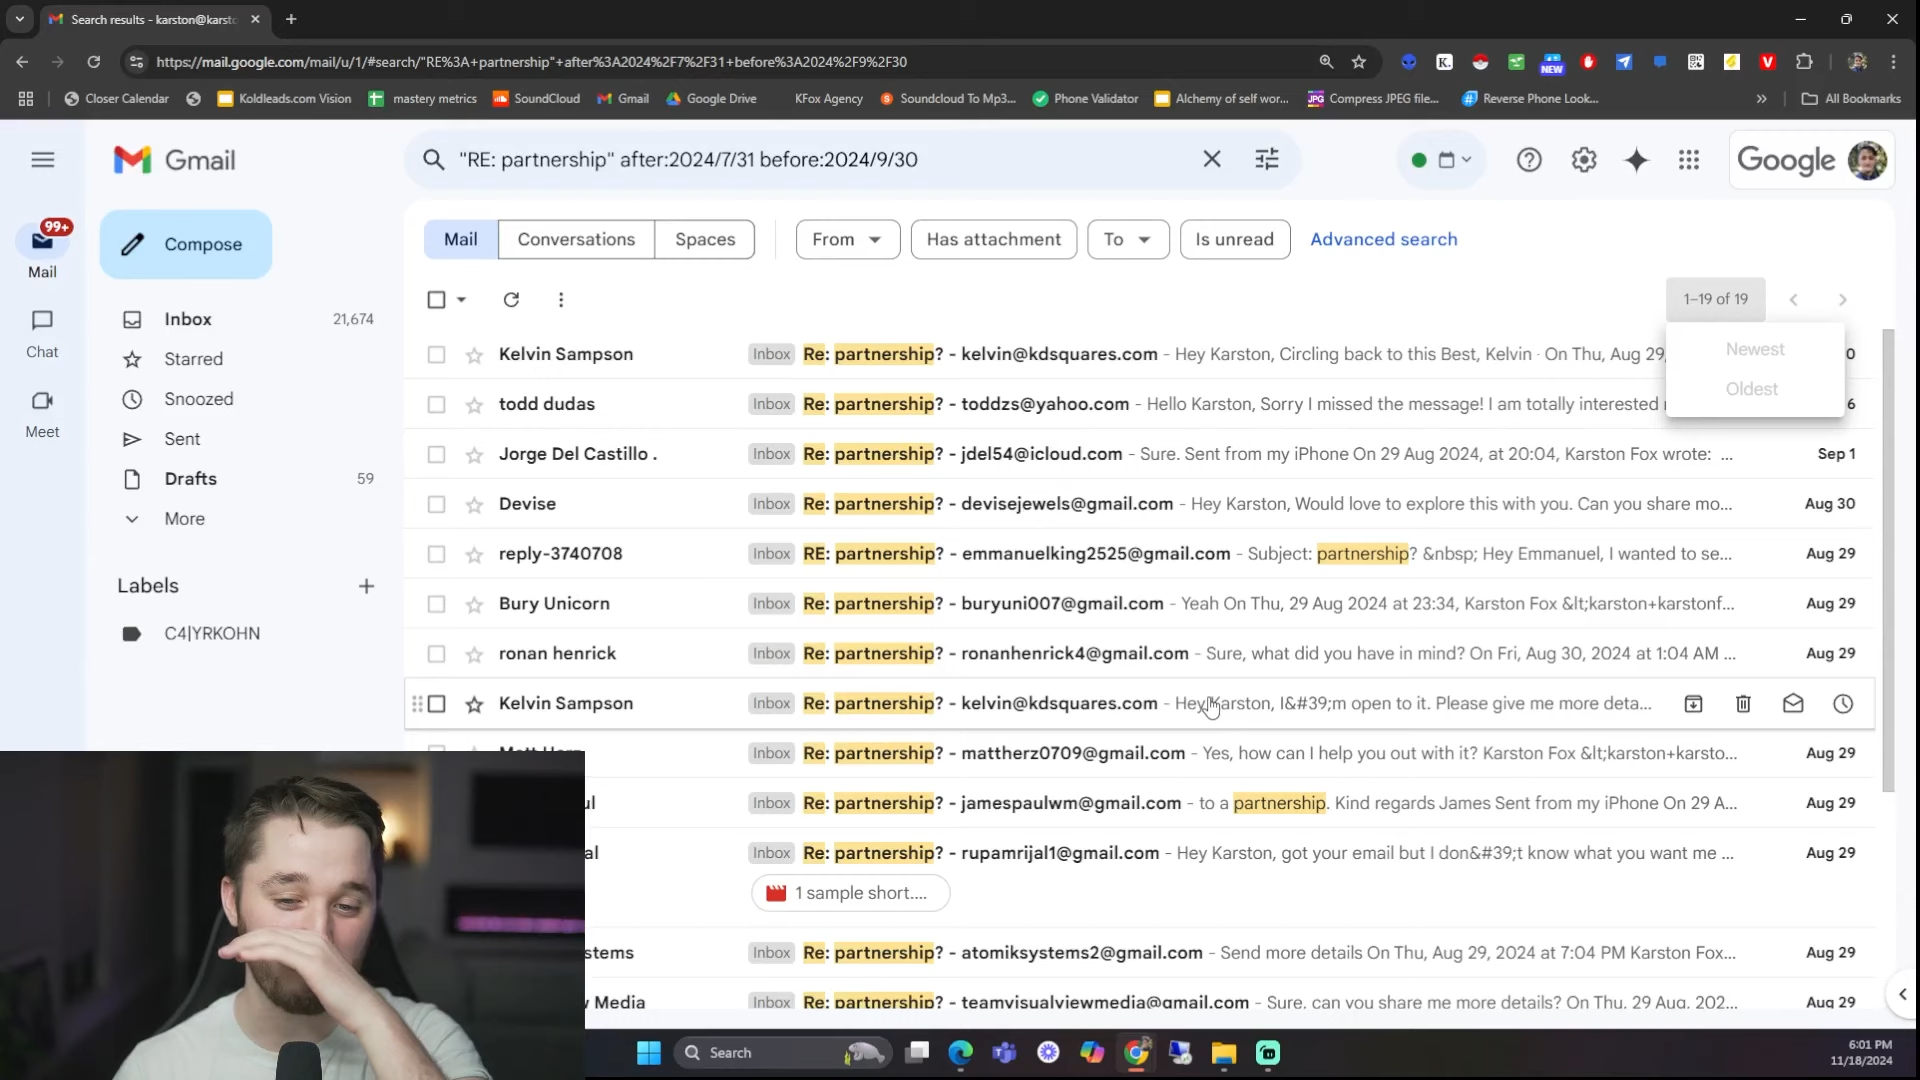 Search results - karston@karsto
https://mail.google.com/mail/u/1/#search/"RE%3A+partnership"+after%3A2024%2F7%2F31+before%3A2024%2F9%2F30
NEW
Closer Calendar
Koldleads.com Vision
mastery metrics
SoundCloud
Gmail
Google Drive
KFox Agency
Soundcloud To Mp3...
Phone Validator
Alchemy of self wor...
JPG
Compress JPEG file...
Reverse Phone Look...
All Bookmarks
Gmail
"RE: partnership" after:2024/7/31 before:2024/9/30
Google
99+
Mail
Chat
Meet
Compose
Inbox 21,674
Starred
Snoozed
Sent
Drafts 59
More
Labels
C4|YRKOHN
Mail Conversations Spaces From Has attachment To Is unread Advanced search
1–19 of 19
Newest
Oldest
Kelvin Sampson Inbox Re: partnership? - kelvin@kdsquares.com - Hey Karston, Circling back to this Best, Kelvin · On Thu, Aug 29, 0
todd dudas Inbox Re: partnership? - toddzs@yahoo.com - Hello Karston, Sorry I missed the message! I am totally interested 6
Jorge Del Castillo . Inbox Re: partnership? - jdel54@icloud.com - Sure. Sent from my iPhone On 29 Aug 2024, at 20:04, Karston Fox wrote: ... Sep 1
Devise Inbox Re: partnership? - devisejewels@gmail.com - Hey Karston, Would love to explore this with you. Can you share mo... Aug 30
reply-3740708 Inbox RE: partnership? - emmanuelking2525@gmail.com - Subject: partnership? &nbsp; Hey Emmanuel, I wanted to se... Aug 29
Bury Unicorn Inbox Re: partnership? - buryuni007@gmail.com - Yeah On Thu, 29 Aug 2024 at 23:34, Karston Fox &lt;karston+karstonf... Aug 29
ronan henrick Inbox Re: partnership? - ronanhenrick4@gmail.com - Sure, what did you have in mind? On Fri, Aug 30, 2024 at 1:04 AM ... Aug 29
Kelvin Sampson Inbox Re: partnership? - kelvin@kdsquares.com - Hey Karston, I&#39;m open to it. Please give me more deta...
Inbox Re: partnership? - mattherz0709@gmail.com - Yes, how can I help you out with it? Karston Fox &lt;karston+karsto... Aug 29
ul Inbox Re: partnership? - jamespaulwm@gmail.com - to a partnership. Kind regards James Sent from my iPhone On 29 A... Aug 29
al Inbox Re: partnership? - rupamrijal1@gmail.com - Hey Karston, got your email but I don&#39;t know what you want me ... Aug 29
1 sample short....
stems Inbox Re: partnership? - atomiksystems2@gmail.com - Send more details On Thu, Aug 29, 2024 at 7:04 PM Karston Fox... Aug 29
v Media Inbox Re: partnership? - teamvisualviewmedia@gmail.com - Sure, can you share me more details? On Thu, 29 Aug, 202... Aug 29
Search
6:01 PM
11/18/2024